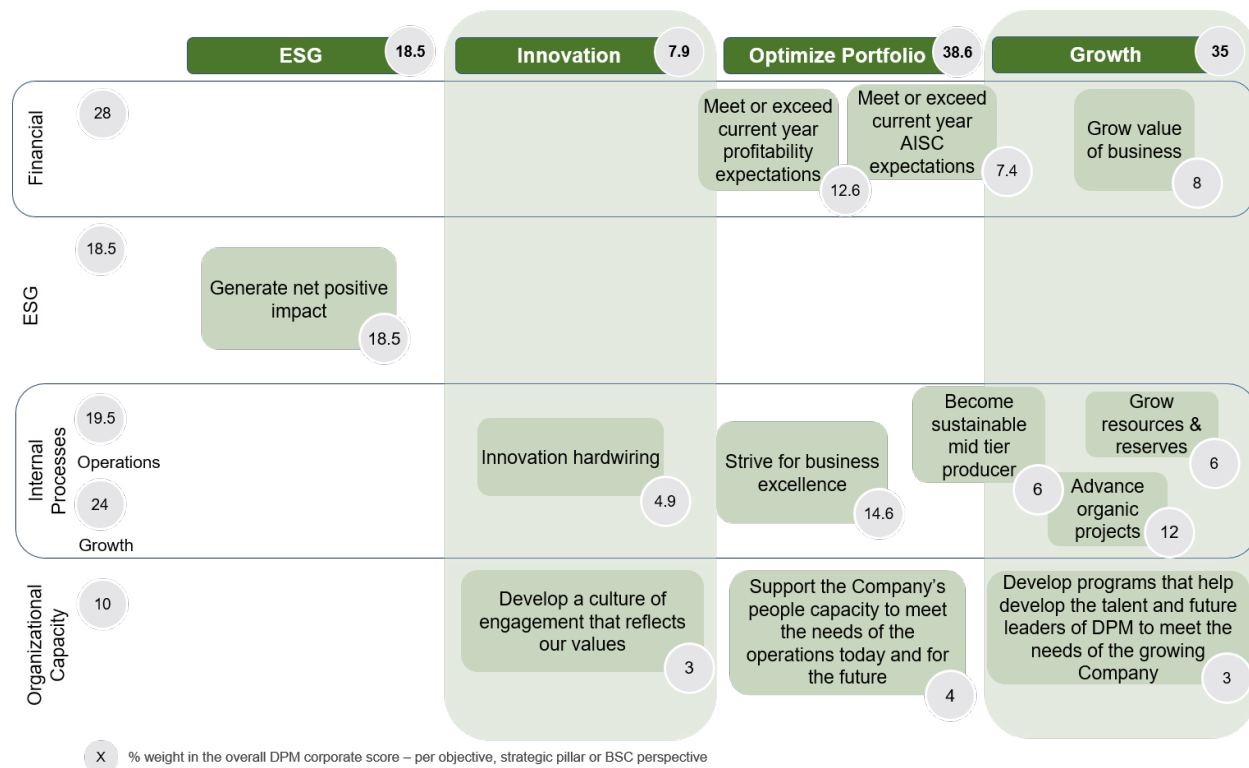 ESG
18.5
Innovation
7.9
Optimize Portfolio
38.6
Growth
35
Financial
28
Meet or exceed
current year
profitability
expectations
12.6
Meet or exceed
current year
AISC
expectations
7.4
Grow value
of business
8
ESG
18.5
Generate net positive
impact
18.5
Internal
Processes
19.5
Operations
24
Growth
Innovation hardwiring
4.9
Strive for business
excellence
14.6
Become
sustainable
mid tier
producer
6
Grow
resources &
reserves
6
Advance
organic
projects
12
Organizational
Capacity
10
Develop a culture of
engagement that reflects
our values
3
Support the Company's
people capacity to meet
the needs of the
operations today and for
the future
4
Develop programs that help
develop the talent and future
leaders of DPM to meet the
needs of the growing
Company
3
X
% weight in the overall DPM corporate score – per objective, strategic pillar or BSC perspective